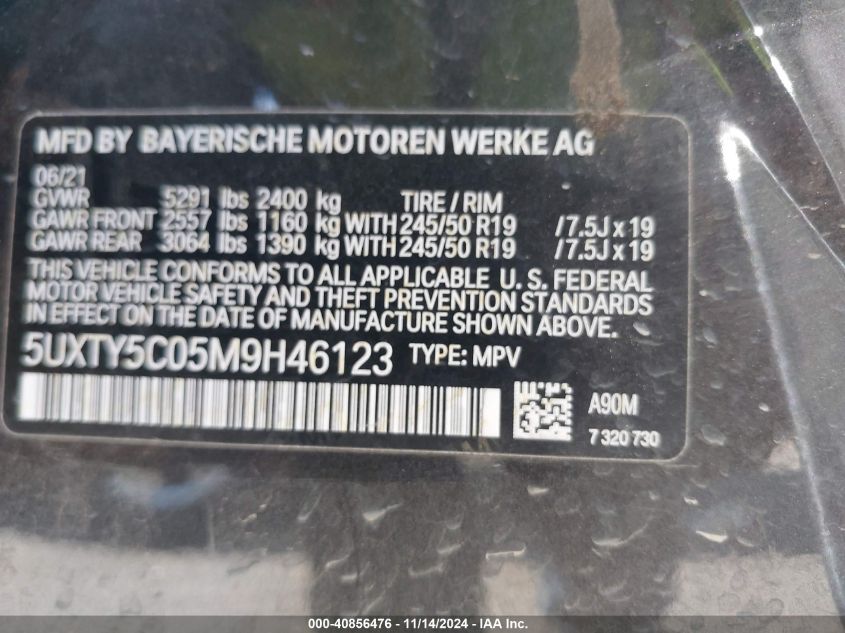 MFD BY BAYERISCHE MOTOREN WERKE AG
06/21
GVWR 5291 lbs 2400 kg TIRE / RIM
GAWR FRONT 2557 lbs 1160 kg WITH 245/50 R19 /7.5J x 19
GAWR REAR 3064 lbs 1390 kg WITH 245/50 R19 /7.5J x 19
THIS VEHICLE CONFORMS TO ALL APPLICABLE U. S. FEDERAL
MOTOR VEHICLE SAFETY AND THEFT PREVENTION STANDARDS
IN EFFECT ON THE DATE OF MANUFACTURE SHOWN ABOVE.
5UXTY5C05M9H46123 TYPE: MPV
A90M
7 320 730
000-40856476 - 11/14/2024 - IAA Inc.